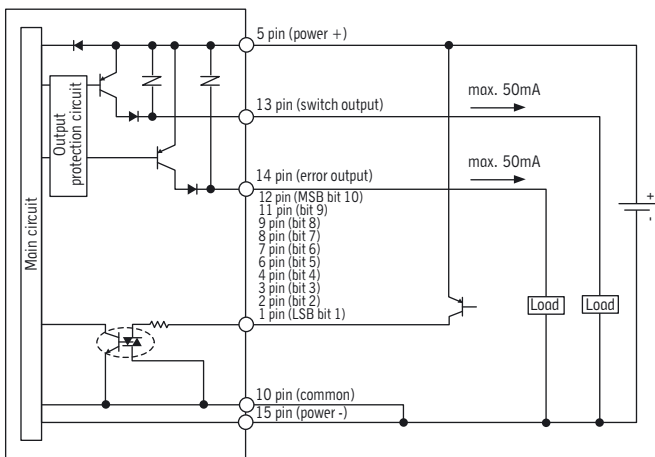 5 pin (power +)
max. 50mA
13 pin (switch output)
Output
protection circuit
max. 50mA
14 pin (error output)
12 pin (MSB bit 10)
11 pin (bit 9)
9 pin (bit 8)
8 pin (bit 7)
7 pin (bit 6)
6 pin (bit 5)
4 pin (bit 4)
3 pin (bit 3)
2 pin (bit 2)
1 pin (LSB bit 1)
Main circuit
+
-
Load
Load
10 pin (common)
15 pin (power -)